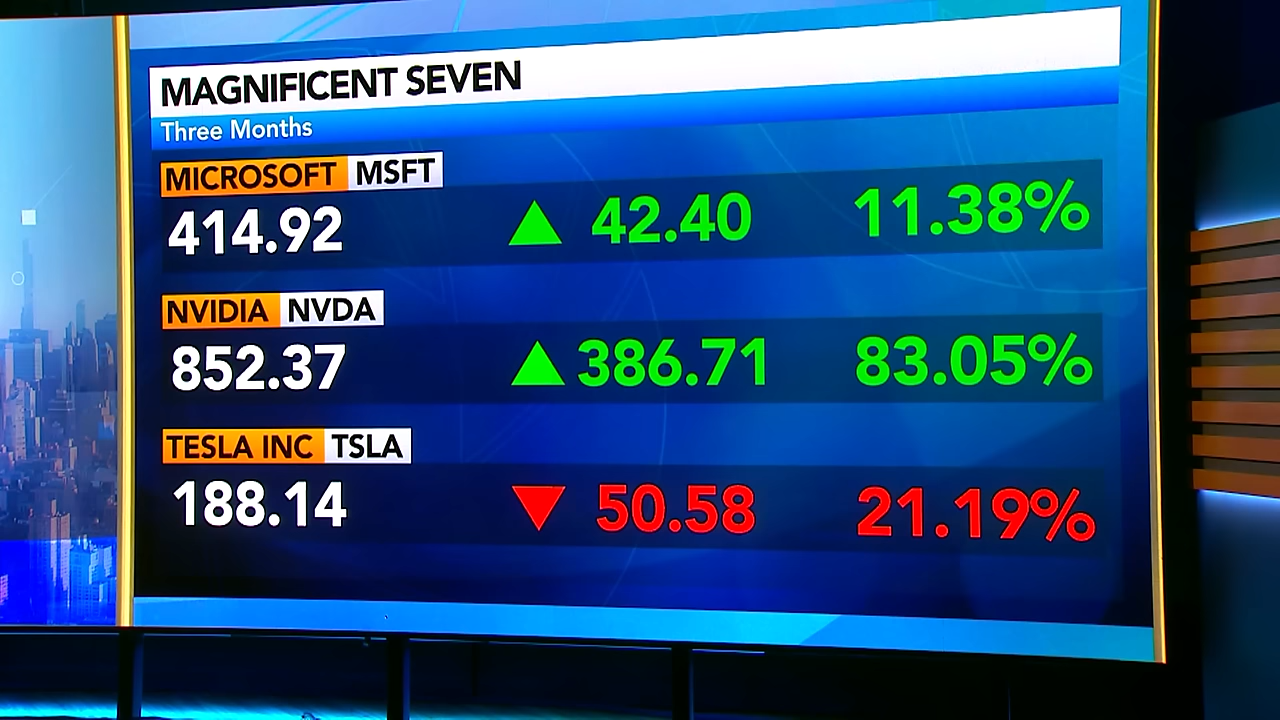 MAGNIFICENT SEVEN
Three Months
MICROSOFT MSFT
414.92 ▲ 42.40 11.38%
NVIDIA NVDA
852.37 ▲ 386.71 83.05%
TESLA INC TSLA
188.14 ▼ 50.58 21.19%